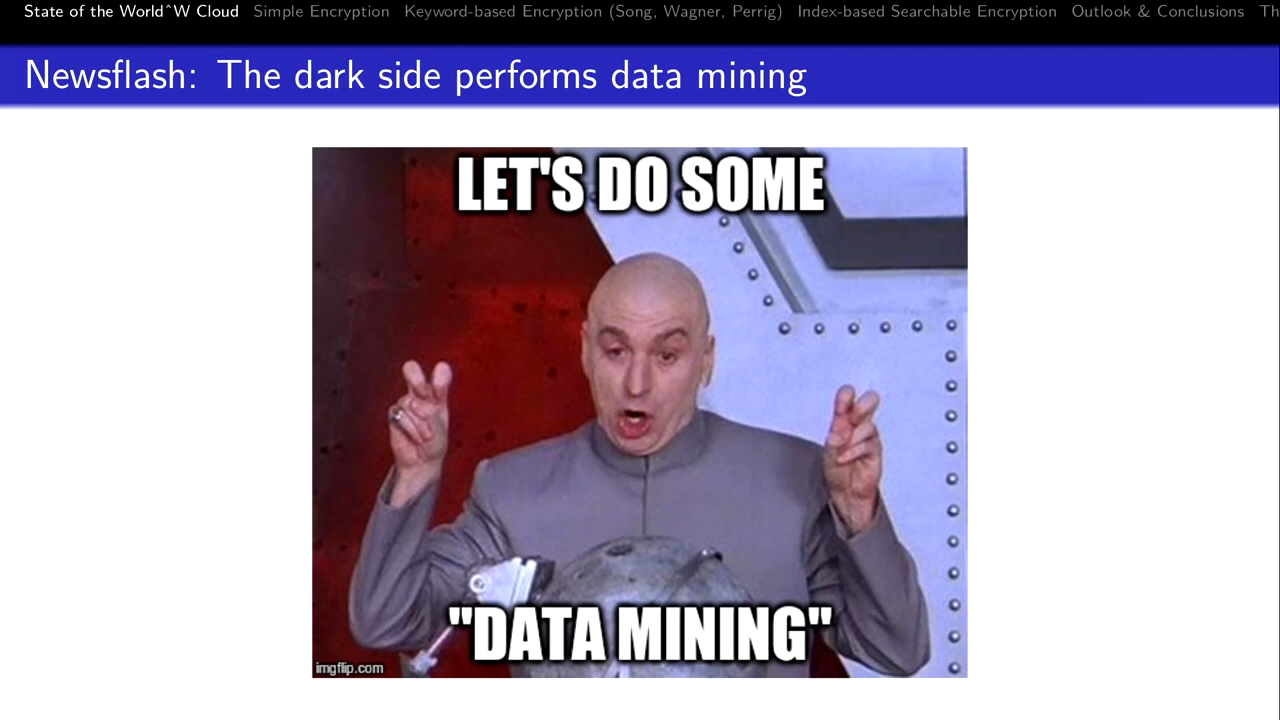 State of the World^W Cloud Simple Encryption Keyword-based Encryption (Song, Wagner, Perrig) Index-based Searchable Encryption Outlook & Conclusions Th
Newsflash: The dark side performs data mining
LET'S DO SOME
"DATA MINING"
imgflip.com